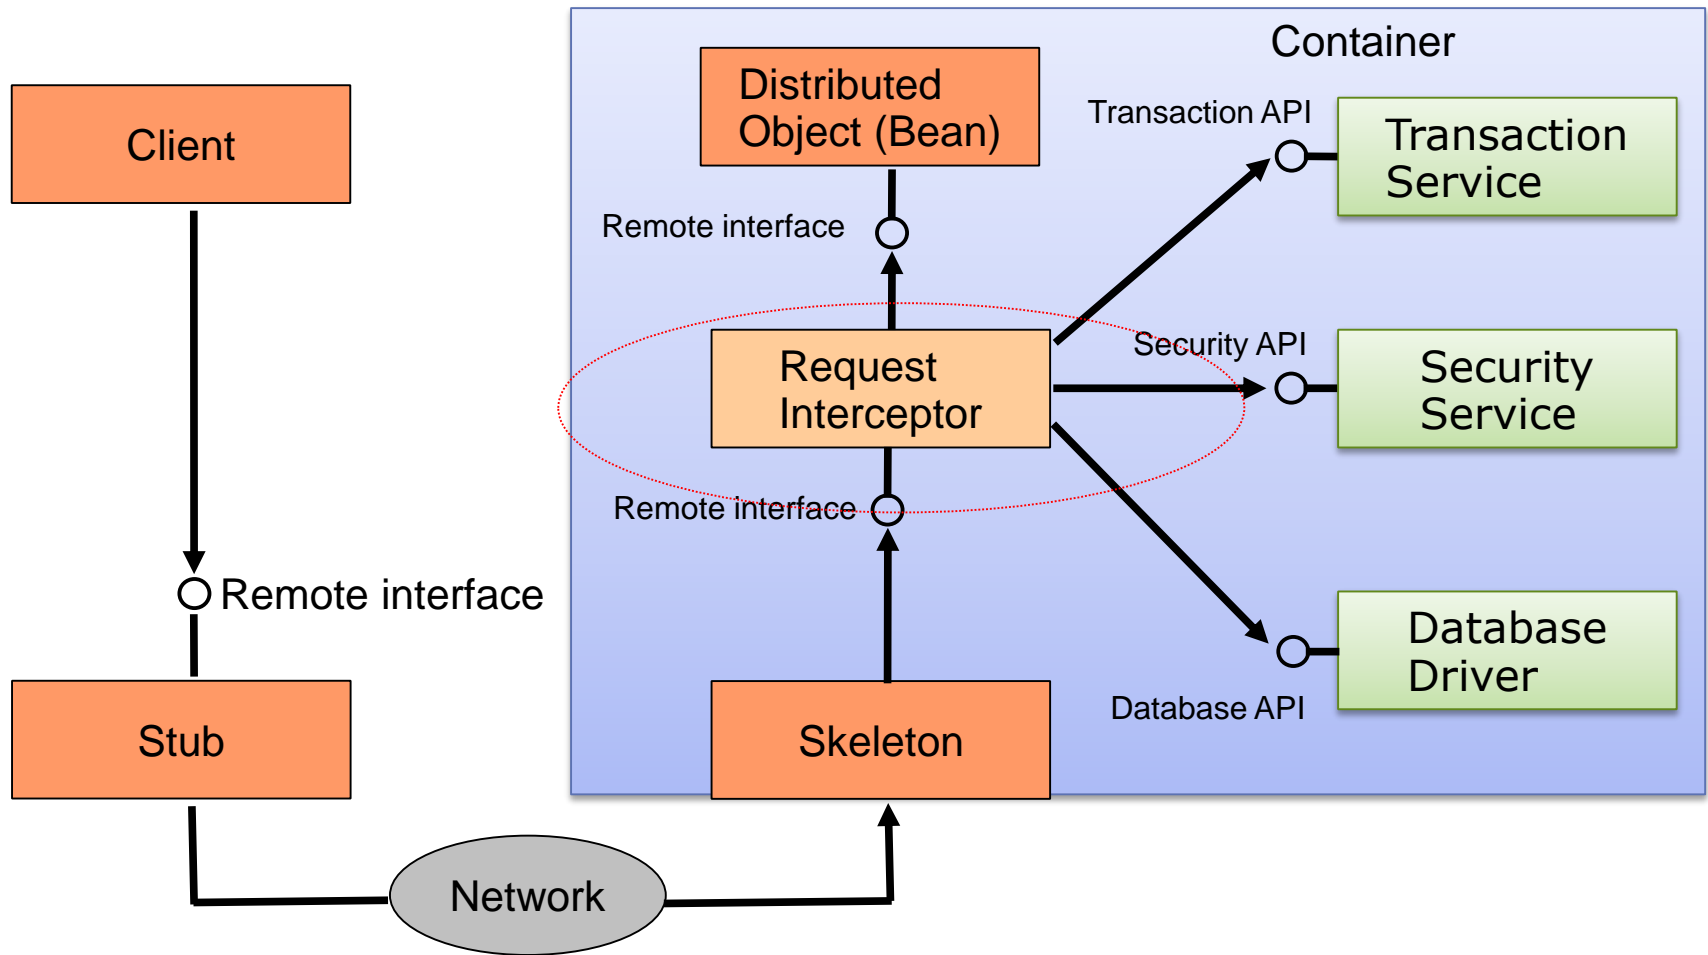 Container
Distributed
Object (Bean)
Transaction API
Transaction
Service
Client
Remote interface
Request
Interceptor
Security API
Security
Service
Remote interface
Remote interface
Database
Driver
Database API
Stub
Skeleton
Network